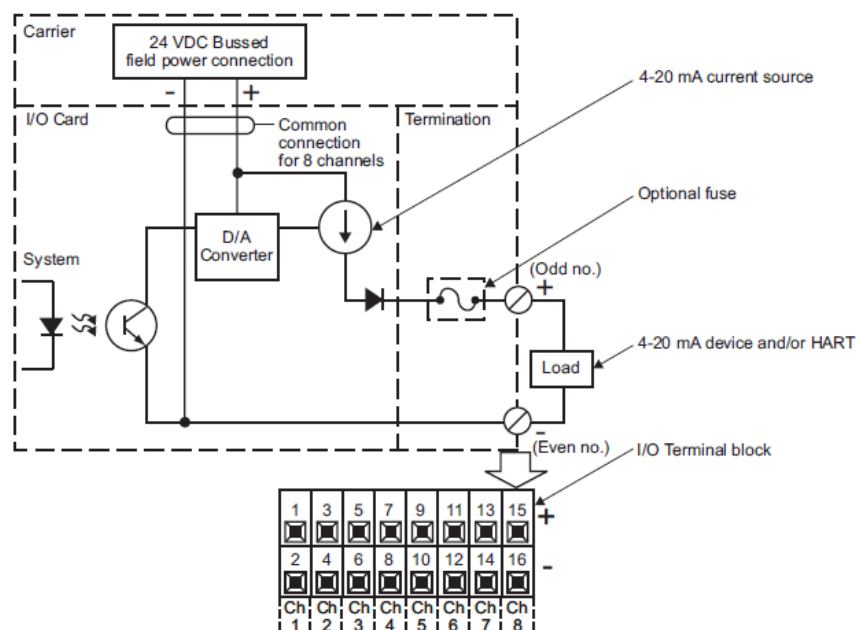 Carrier
24 VDC Bussed
field power connection
- +
4-20 mA current source
I/O Card
Common
connection
for 8 channels
Termination
Optional fuse
D/A
Converter
System
(Odd no.)
+
4-20 mA device and/or HART
Load
-
(Even no.)
I/O Terminal block
1 3 5 7 9 11 13 15 +
2 4 6 8 10 12 14 16 -
Ch Ch Ch Ch Ch Ch Ch Ch
1 2 3 4 5 6 7 8